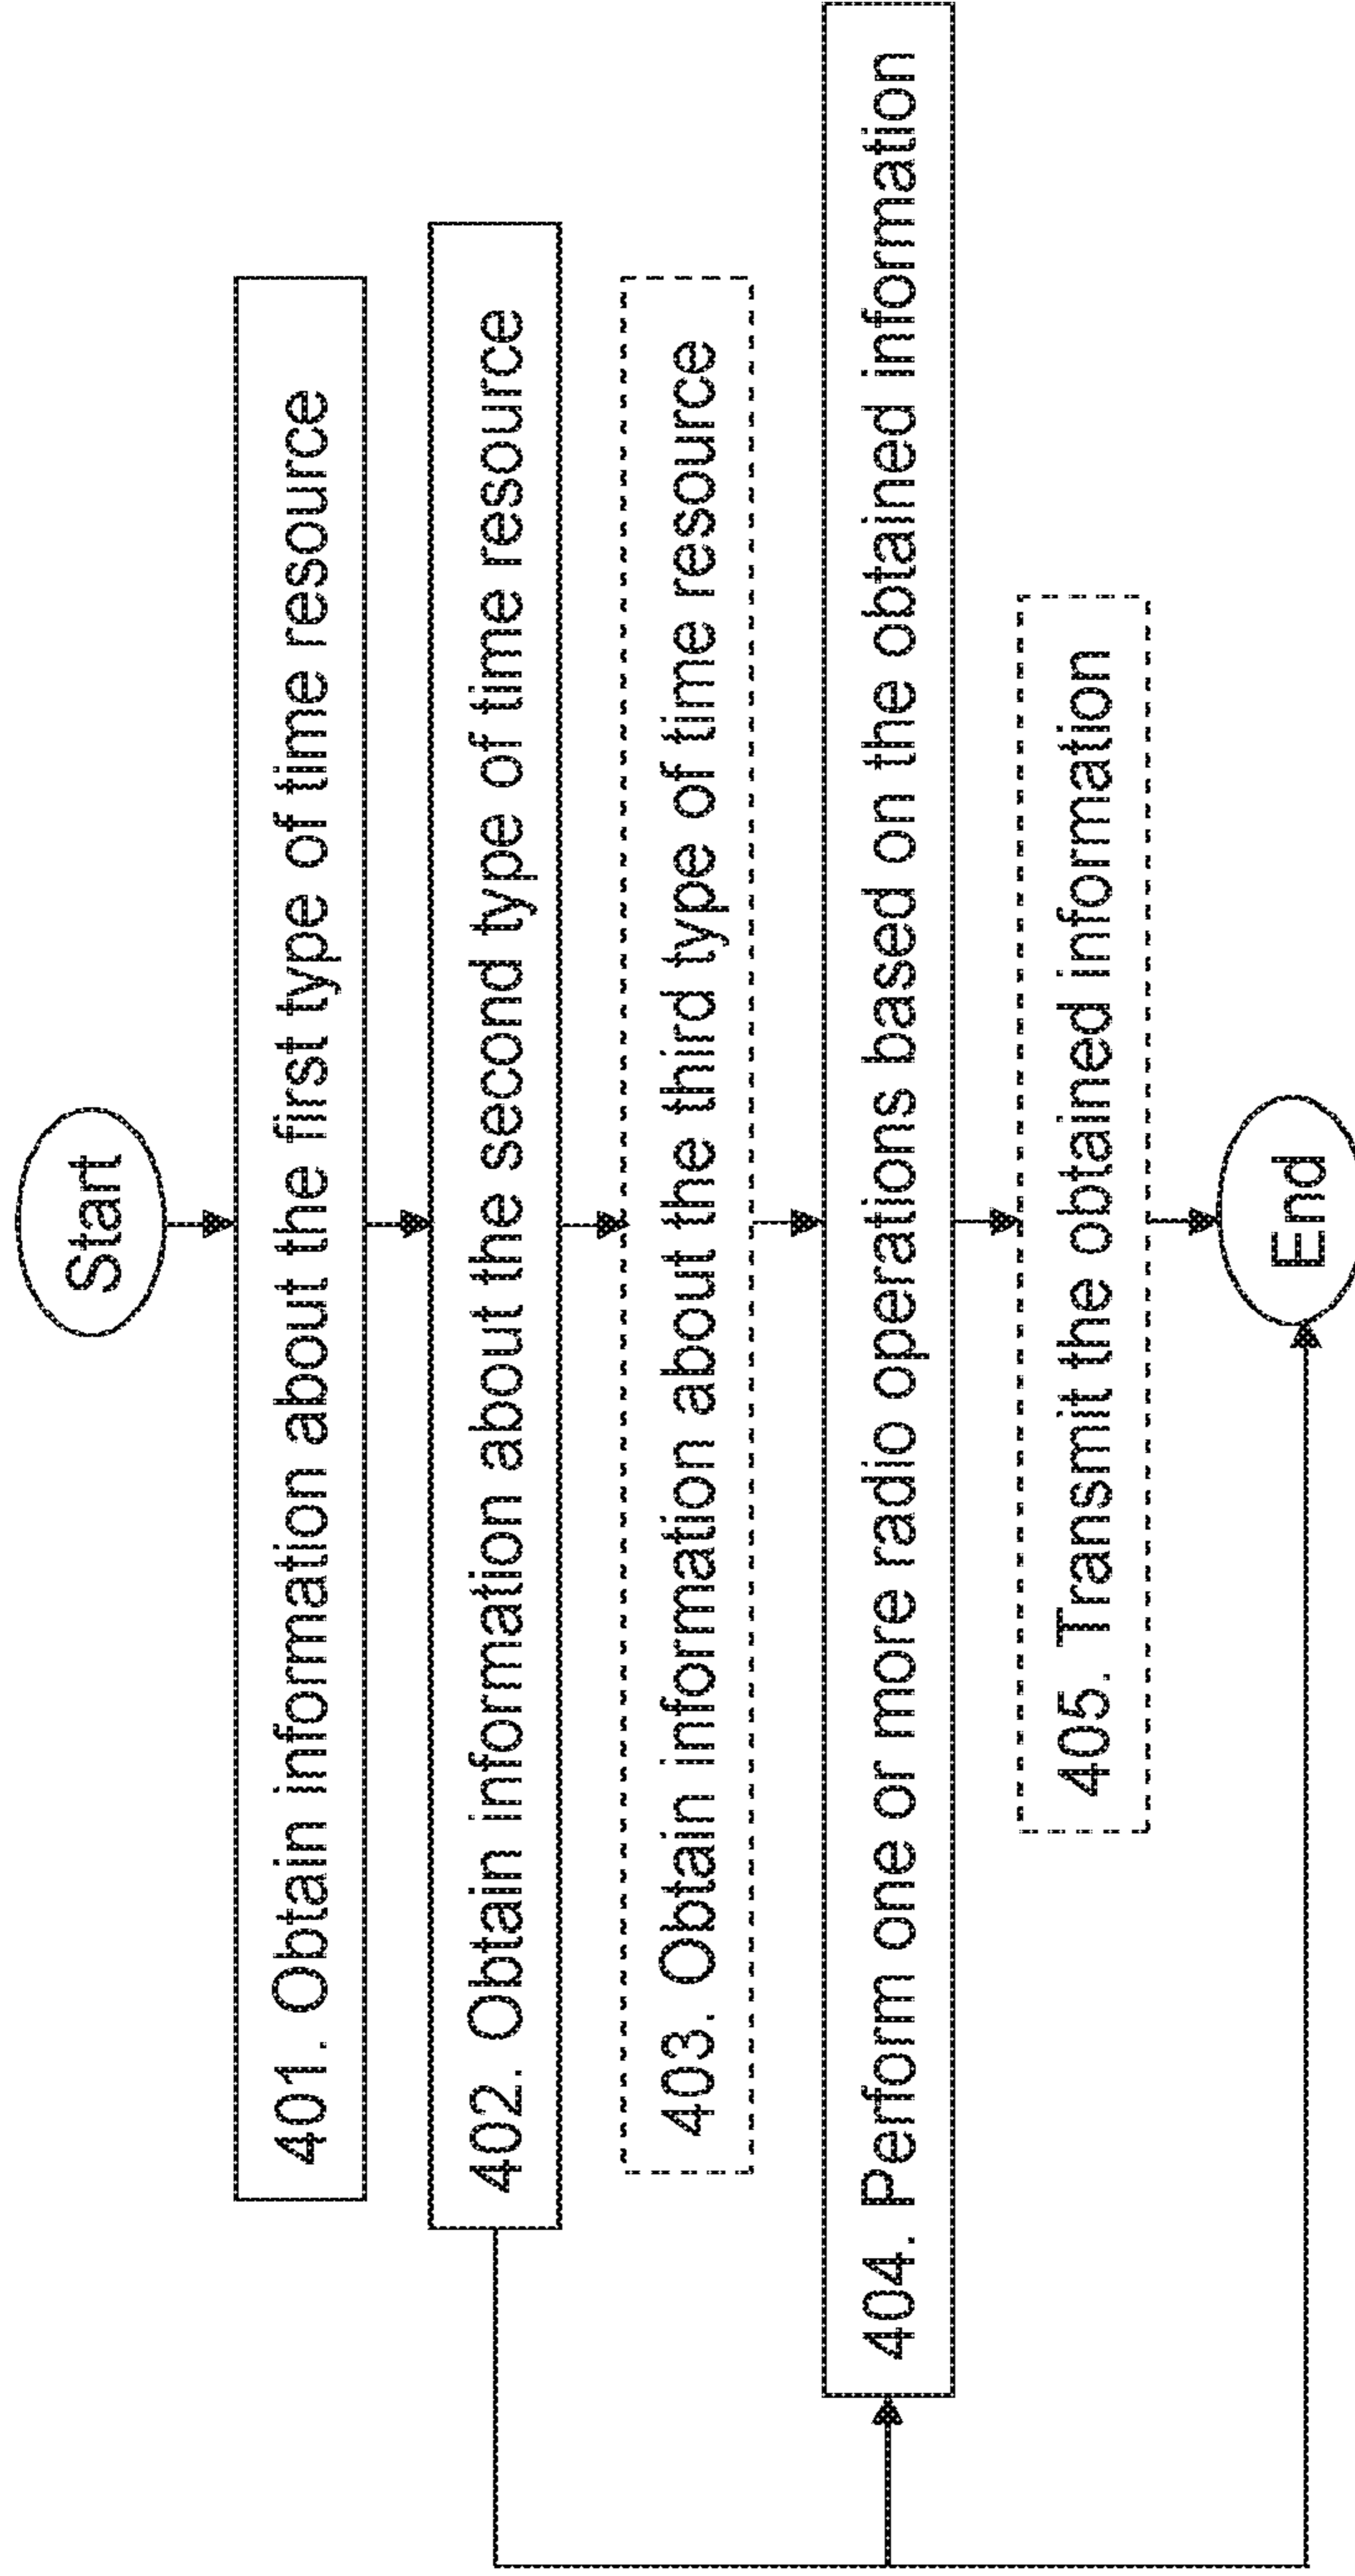 Start
401. Obtain information about the first type of time resource
402. Obtain information about the second type of time resource
403. Obtain information about the third type of time resource
404. Perform one or more radio operations based on the obtained information
405. Transmit the obtained information
End